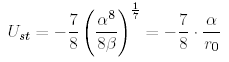 U_{st} = -\frac{7}{8} \left( \frac{\alpha^8}{8\beta} \right)^{\frac{1}{7}} = -\frac{7}{8} \cdot \frac{\alpha}{r_0}